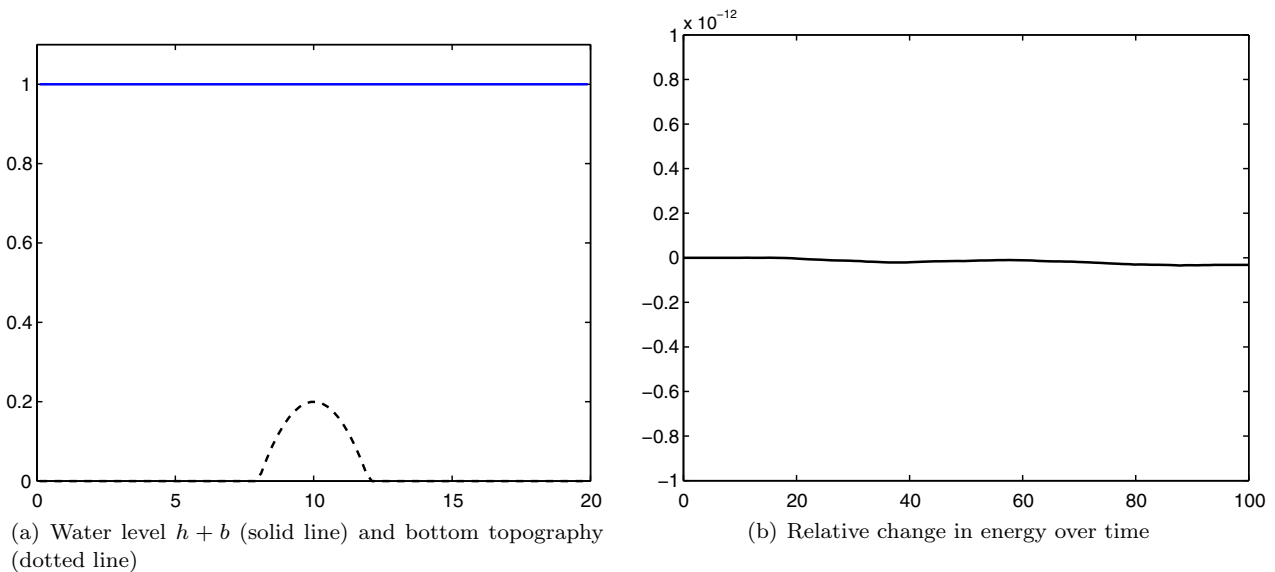 1
0.8
0.6
0.4
0.2
0
0 5 10 15 20
(a) Water level h + b (solid line) and bottom topography
(dotted line)
x 10⁻¹²
1
0.8
0.6
0.4
0.2
0
−0.2
−0.4
−0.6
−0.8
−1
0 20 40 60 80 100
(b) Relative change in energy over time